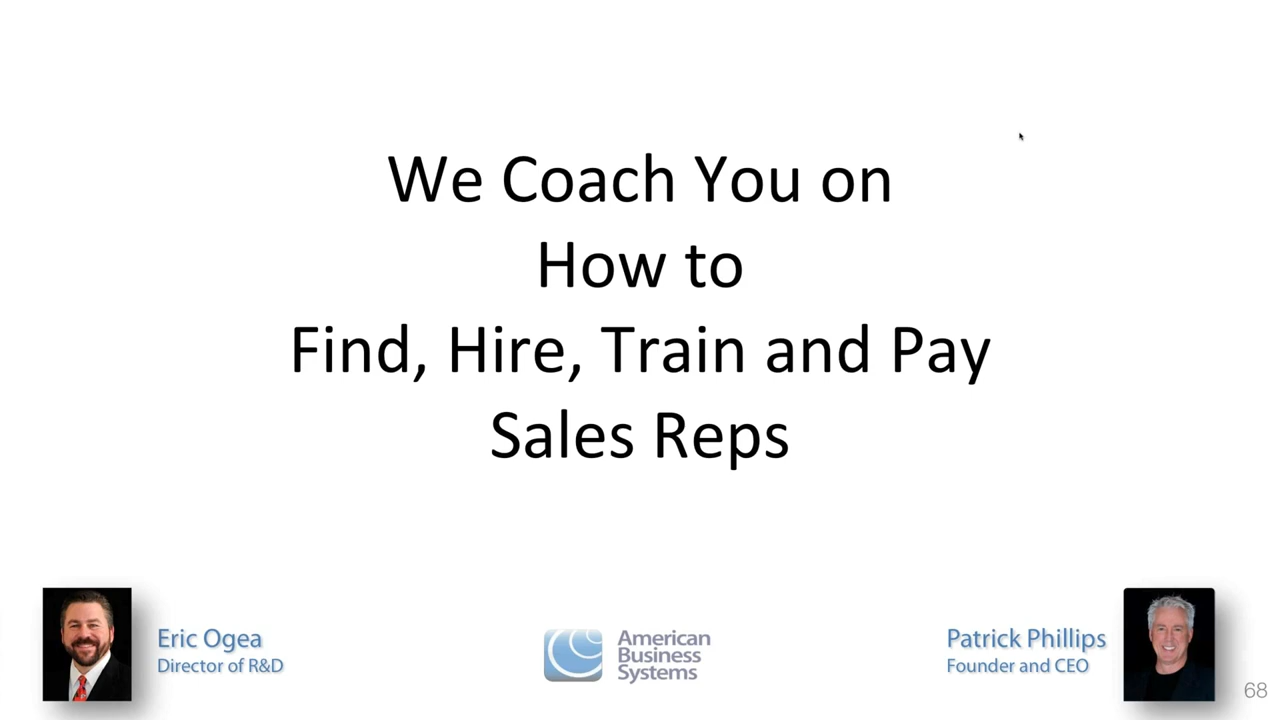 We Coach You on
How to
Find, Hire, Train and Pay
Sales Reps
Eric Ogea
Director of R&D
American
Business
Systems
Patrick Phillips
Founder and CEO
68